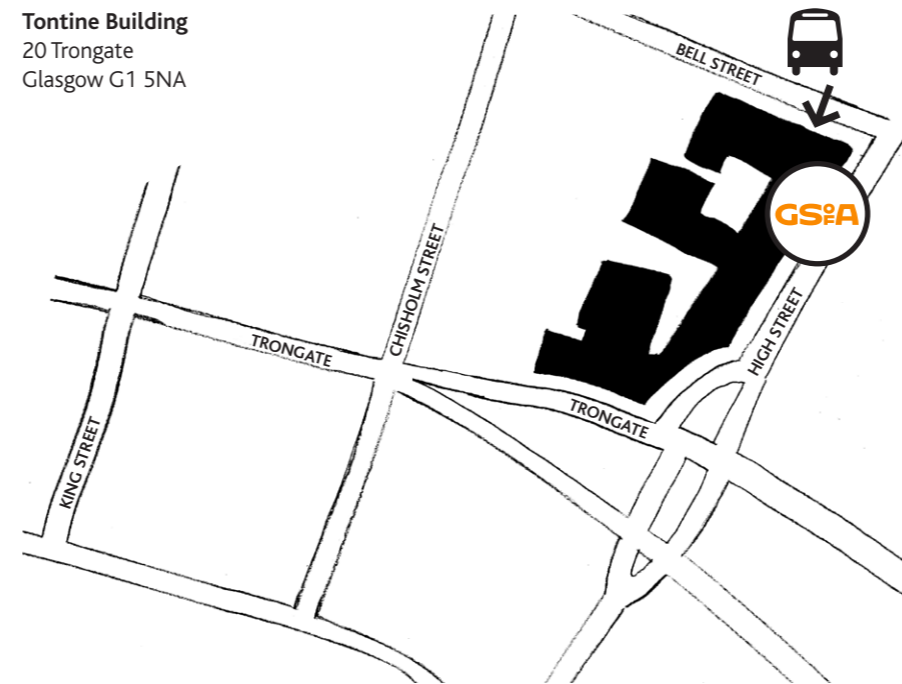 Tontine Building
20 Trongate
Glasgow G1 5NA
BELL STREET
GSOFA
CHISHOLM STREET
HIGH STREET
TRONGATE
TRONGATE
KING STREET